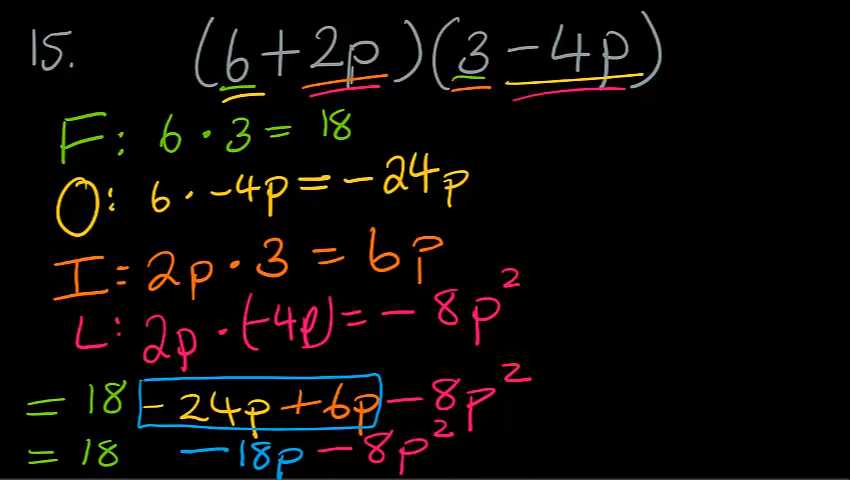 15. (6+2p)(3-4p)
F: 6 · 3 = 18
O: 6 · -4p = -24p
I= 2p · 3 = 6p
L: 2p · (-4p) = -8p²
= 18 -24p +6p -8p²
= 18 -18p -8p²